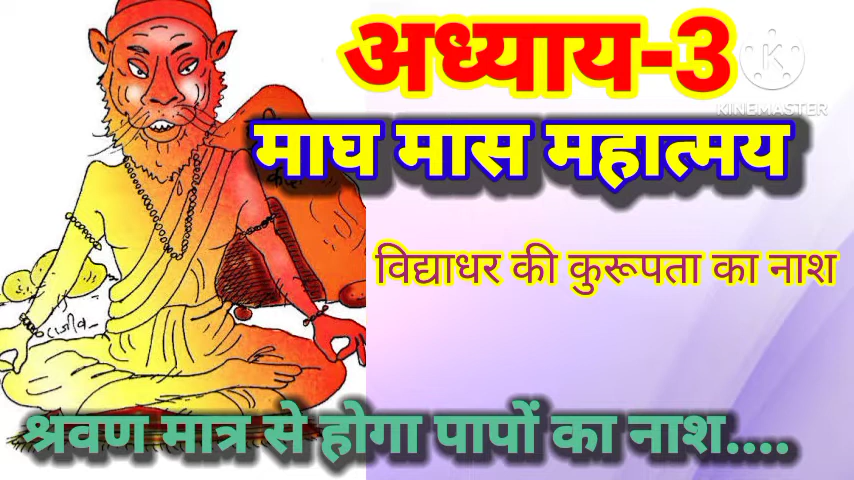 अध्याय-3
KINEMASTER
माघ मास महात्मय
विद्याधर की कुरूपता का नाश
श्रवण मात्र से होगा पापों का नाश....